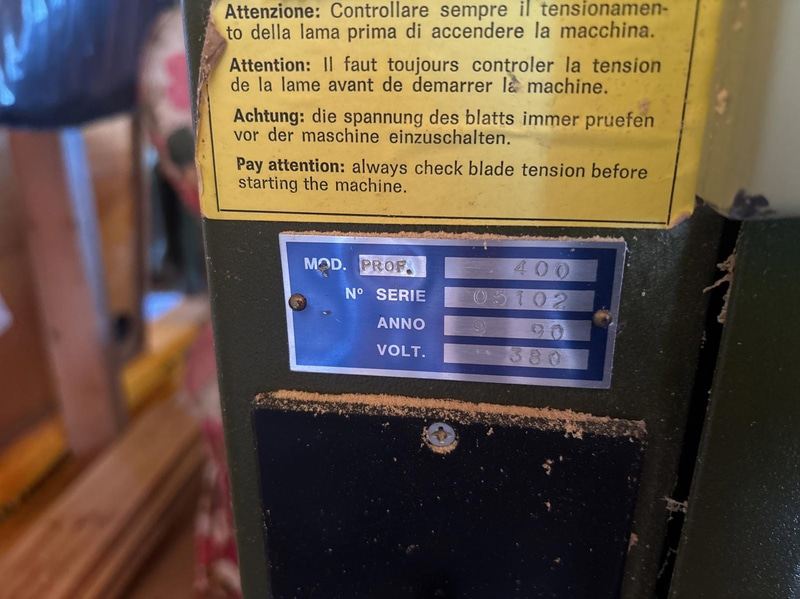 Attenzione: Controllare sempre il tensionamen-
to della lama prima di accendere la macchina.
Attention: Il faut toujours controler la tension
de la lame avant de demarrer la machine.
Achtung: die spannung des blatts immer pruefen
vor der maschine einzuschalten.
Pay attention: always check blade tension before
starting the machine.
MOD. PROF. 400
Nº SERIE 05102
ANNO 9 90
VOLT. 380